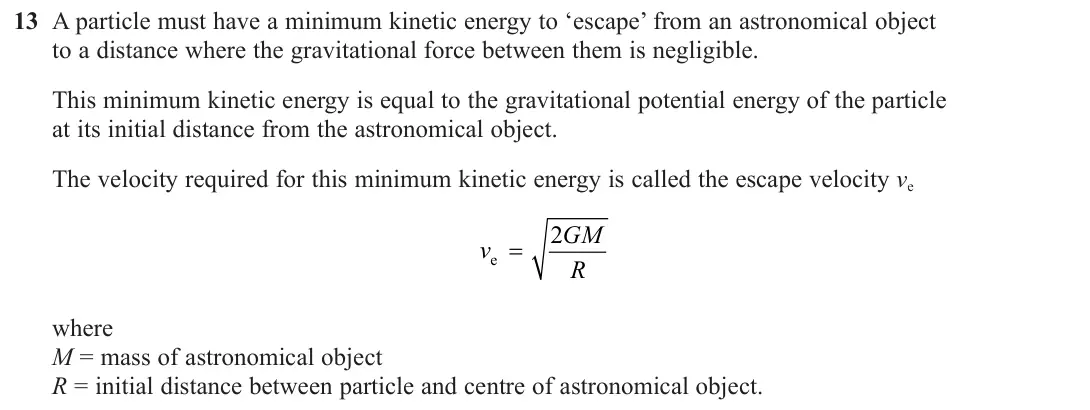 13 A particle must have a minimum kinetic energy to ‘escape’ from an astronomical object
to a distance where the gravitational force between them is negligible.
This minimum kinetic energy is equal to the gravitational potential energy of the particle
at its initial distance from the astronomical object.
The velocity required for this minimum kinetic energy is called the escape velocity vₑ
vₑ = √(2GM/R)
where
M = mass of astronomical object
R = initial distance between particle and centre of astronomical object.